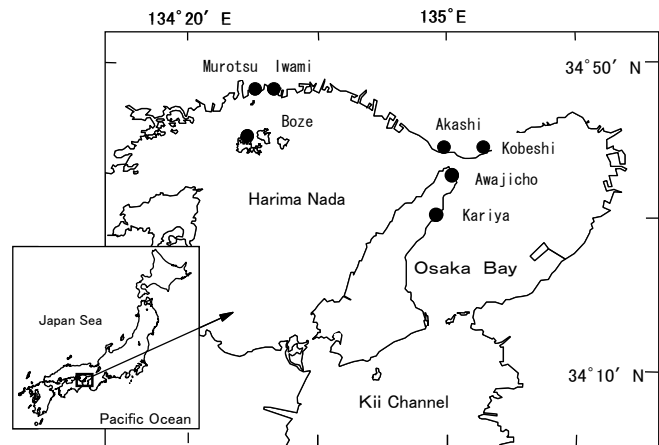 134°20′ E
135°E
34°50′ N
Murotsu Iwami
Boze
Akashi
Kobeshi
Awajicho
Harima Nada
Kariya
Osaka Bay
Japan Sea
Pacific Ocean
34°10′ N
Kii Channel